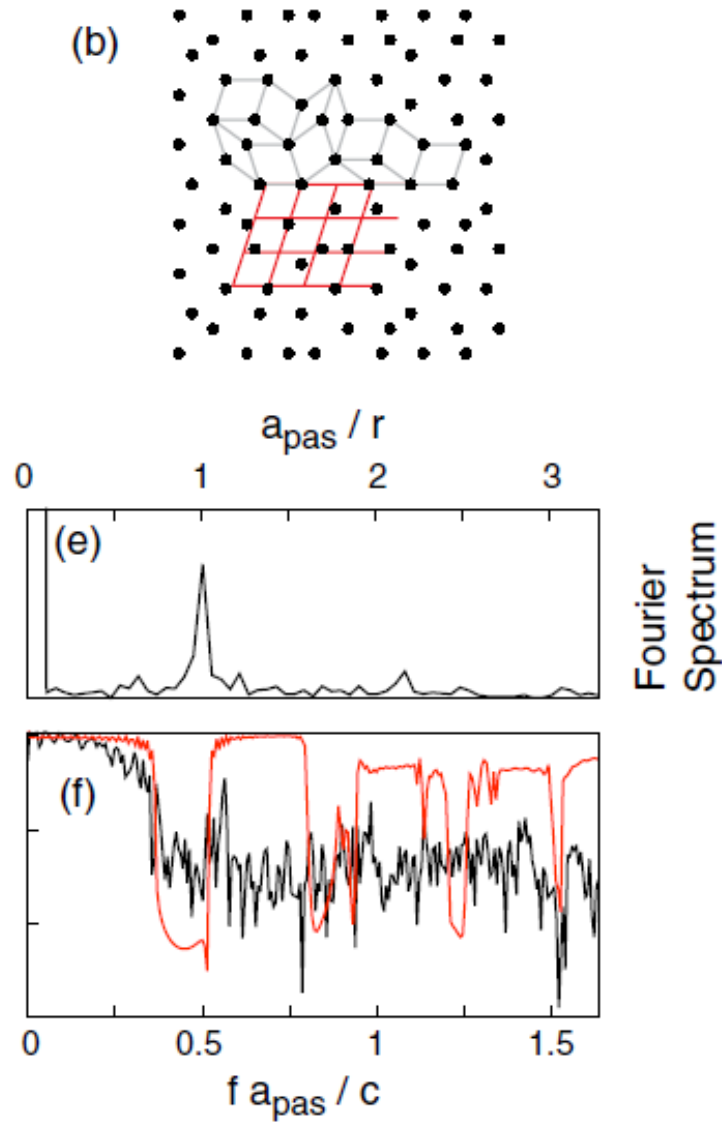 (b)
a_pas / r
0 1 2 3
(e)
Fourier
Spectrum
(f)
0 0.5 1 1.5
f a_pas / c